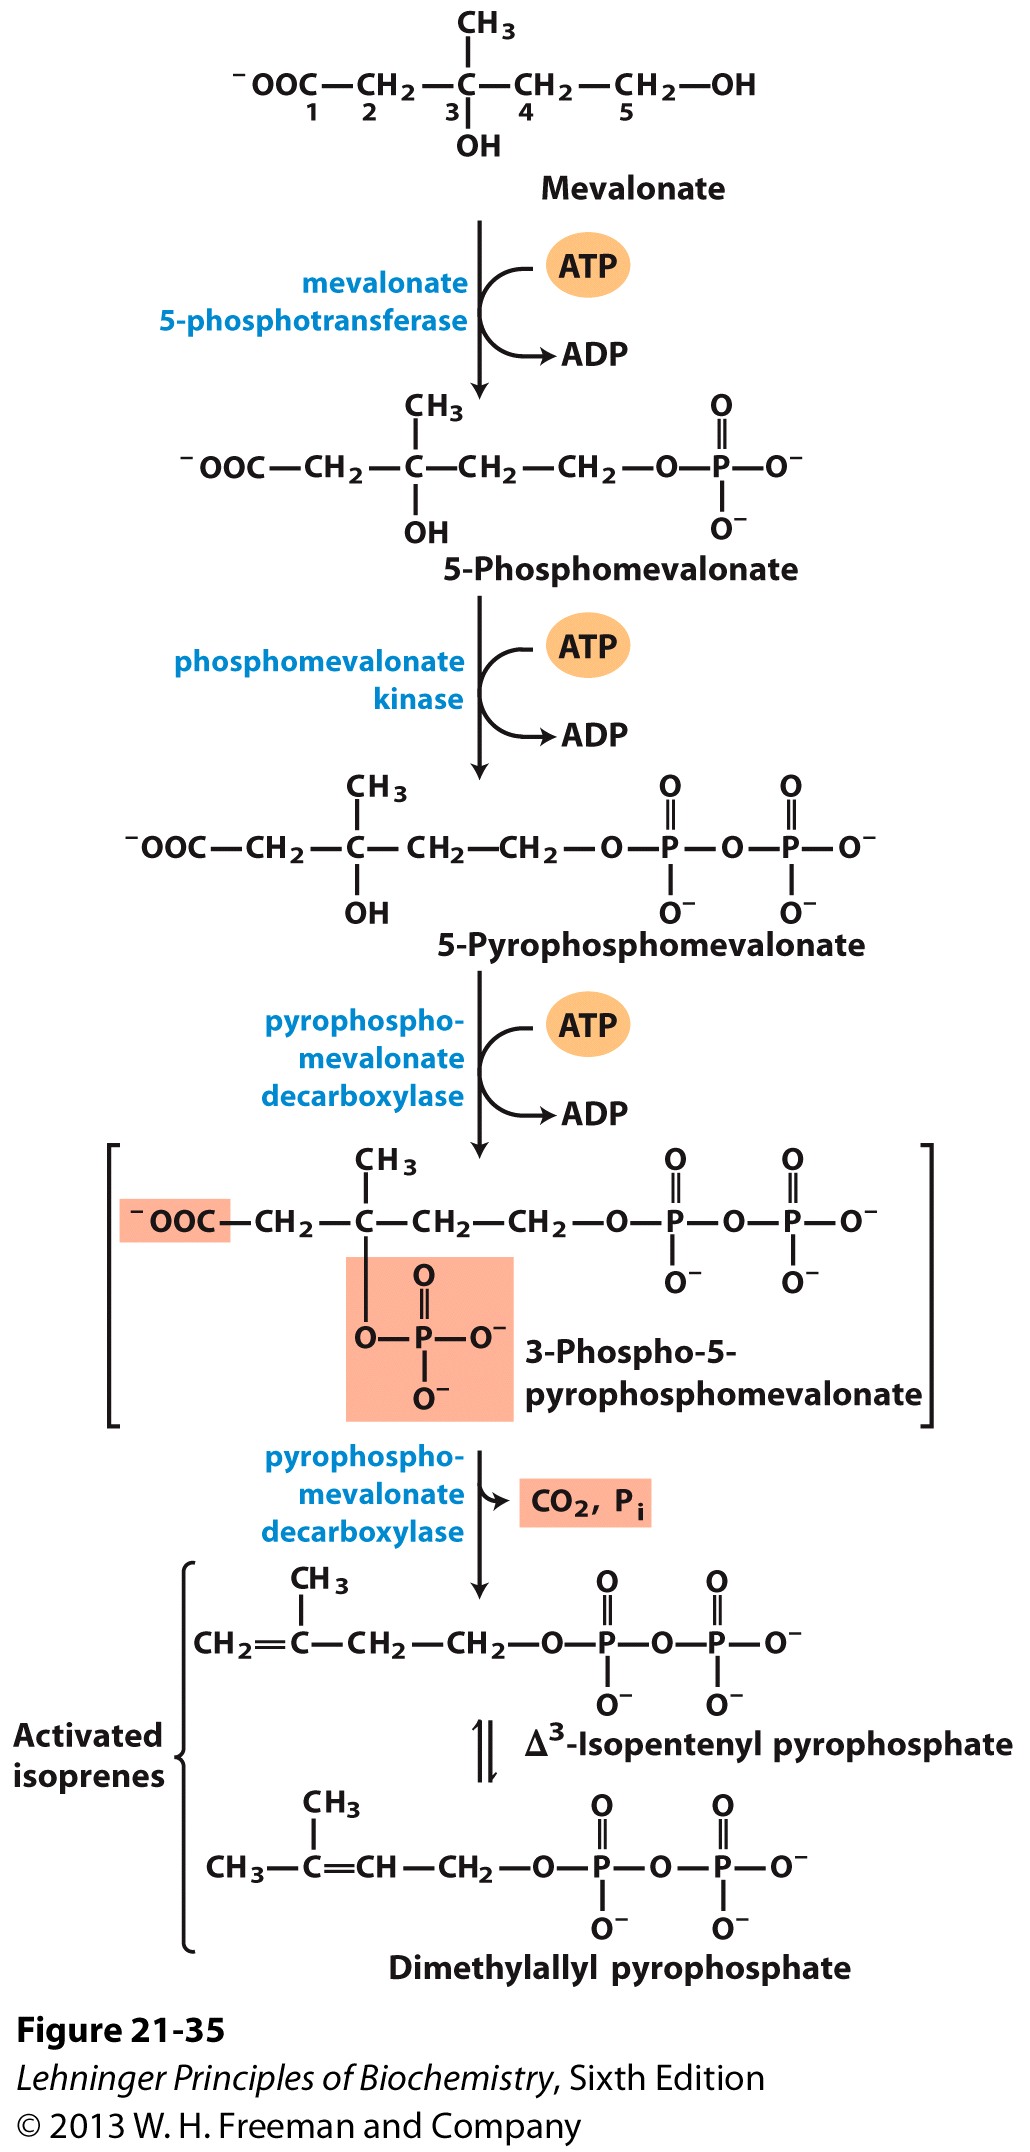 CH3
⁻OOC—CH2—C—CH2—CH2—OH
1 2 3 4 5
OH
Mevalonate
ATP
mevalonate
5-phosphotransferase
ADP
CH3 O
⁻OOC—CH2—C—CH2—CH2—O—P—O⁻
OH O⁻
5-Phosphomevalonate
ATP
phosphomevalonate
kinase
ADP
CH3 O O
⁻OOC—CH2—C—CH2—CH2—O—P—O—P—O⁻
OH O⁻ O⁻
5-Pyrophosphomevalonate
ATP
pyrophospho-
mevalonate
decarboxylase
ADP
CH3 O O
⁻OOC—CH2—C—CH2—CH2—O—P—O—P—O⁻
O O⁻ O⁻
O—P—O⁻
O⁻
3-Phospho-5-
pyrophosphomevalonate
pyrophospho-
mevalonate
decarboxylase
CO2, Pi
CH3 O O
CH2=C—CH2—CH2—O—P—O—P—O⁻
O⁻ O⁻
Activated
isoprenes
Δ³-Isopentenyl pyrophosphate
CH3 O O
CH3—C=CH—CH2—O—P—O—P—O⁻
O⁻ O⁻
Dimethylallyl pyrophosphate
Figure 21-35
Lehninger Principles of Biochemistry, Sixth Edition
© 2013 W. H. Freeman and Company